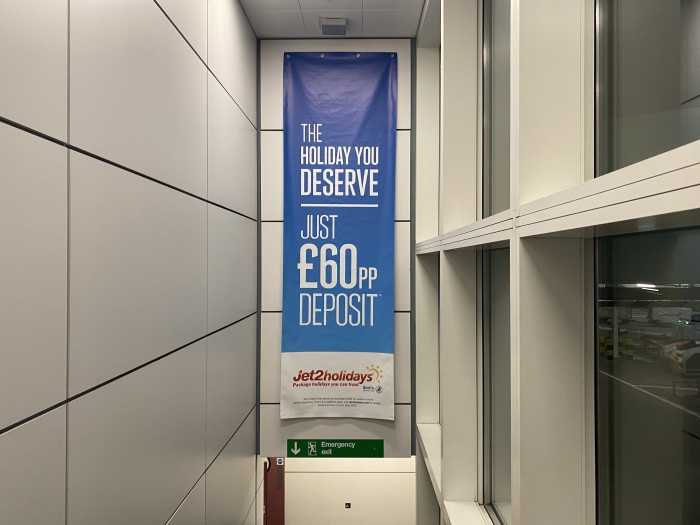 THE
HOLIDAY YOU
DESERVE
JUST
£60PP
DEPOSIT*
jet2holidays
Package holidays you can trust
Emergency
exit